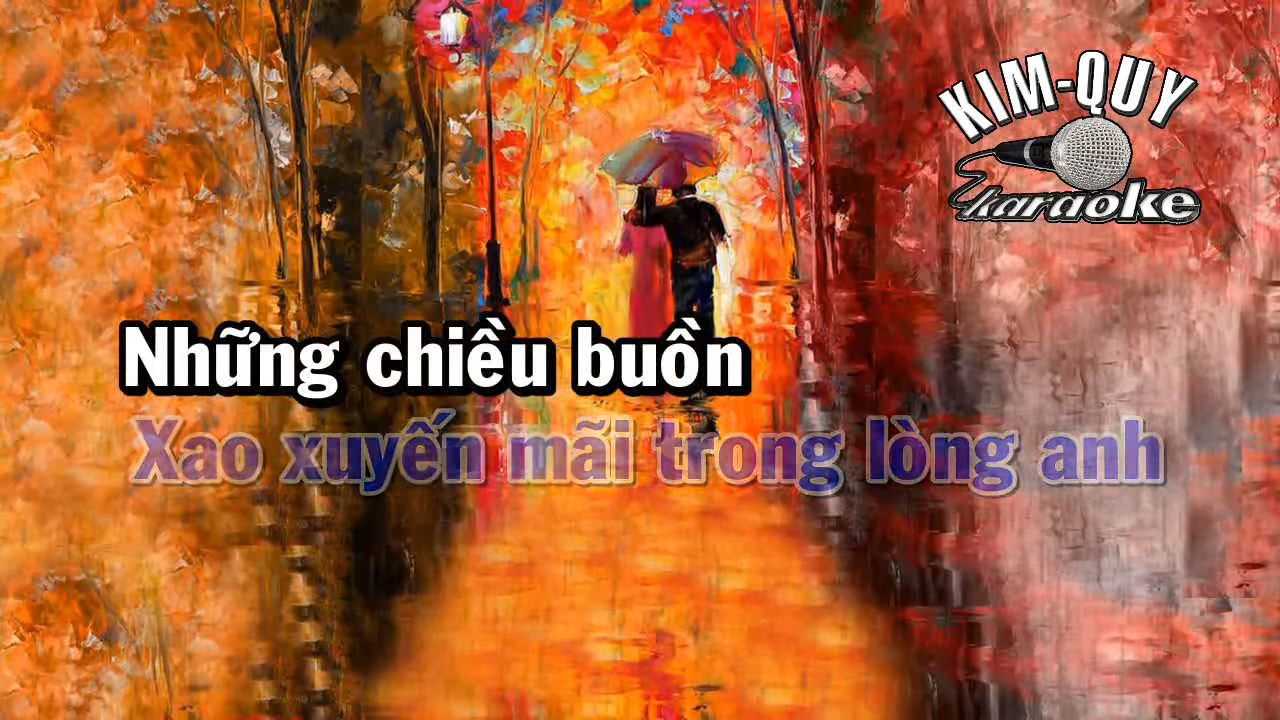 KIM-QUY
karaoke
Những chiều buồn
Xao xuyến mãi trong lòng anh